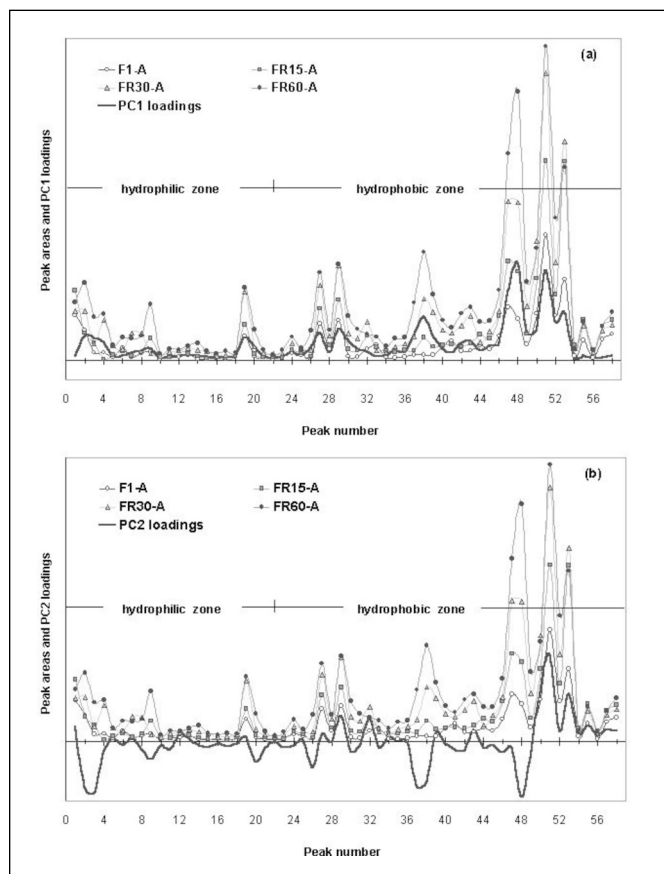 (a)
F1-A FR15-A
FR30-A FR60-A
PC1 loadings
hydrophilic zone hydrophobic zone
Peak areas and PC1 loadings
0 4 8 12 16 20 24 28 32 36 40 44 48 52 56
Peak number
(b)
F1-A FR15-A
FR30-A FR60-A
PC2 loadings
hydrophilic zone hydrophobic zone
Peak areas and PC2 loadings
0 4 8 12 16 20 24 28 32 36 40 44 48 52 56
Peak number